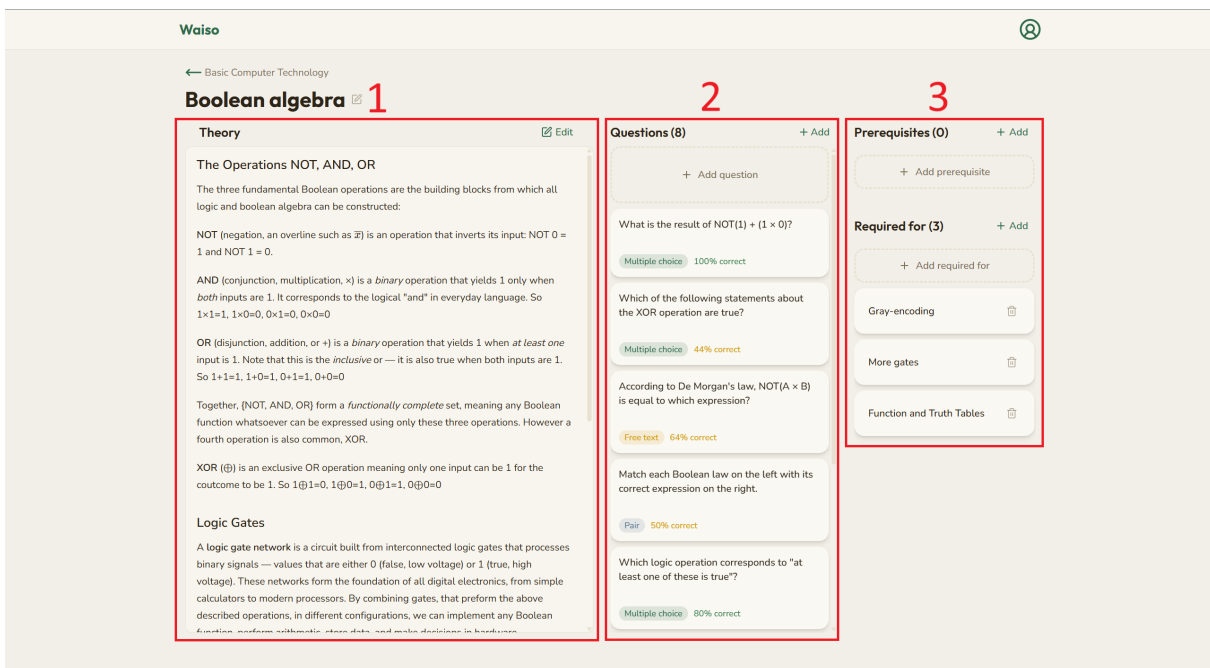 Waiso
Basic Computer Technology
Boolean algebra
1
2
3
Theory
Edit
The Operations NOT, AND, OR
The three fundamental Boolean operations are the building blocks from which all
logic and boolean algebra can be constructed:
NOT (negation, an overline such as x̅) is an operation that inverts its input: NOT 0 =
1 and NOT 1 = 0.
AND (conjunction, multiplication, ×) is a binary operation that yields 1 only when
both inputs are 1. It corresponds to the logical "and" in everyday language. So
1×1=1, 1×0=0, 0×1=0, 0×0=0
OR (disjunction, addition, or +) is a binary operation that yields 1 when at least one
input is 1. Note that this is the inclusive or — it is also true when both inputs are 1.
So 1+1=1, 1+0=1, 0+1=1, 0+0=0
Together, {NOT, AND, OR} form a functionally complete set, meaning any Boolean
function whatsoever can be expressed using only these three operations. However a
fourth operation is also common, XOR.
XOR (⊕) is an exclusive OR operation meaning only one input can be 1 for the
coutcome to be 1. So 1⊕1=0, 1⊕0=1, 0⊕1=1, 0⊕0=0
Logic Gates
A logic gate network is a circuit built from interconnected logic gates that processes
binary signals — values that are either 0 (false, low voltage) or 1 (true, high
voltage). These networks form the foundation of all digital electronics, from simple
calculators to modern processors. By combining gates, that preform the above
described operations, in different configurations, we can implement any Boolean
function, perform arithmetic, store data, and make decisions in hardware.
Questions (8)
+ Add
+ Add question
What is the result of NOT(1) + (1 × 0)?
Multiple choice 100% correct
Which of the following statements about
the XOR operation are true?
Multiple choice 44% correct
According to De Morgan's law, NOT(A × B)
is equal to which expression?
Free text 64% correct
Match each Boolean law on the left with its
correct expression on the right.
Pair 50% correct
Which logic operation corresponds to "at
least one of these is true"?
Multiple choice 80% correct
Prerequisites (0)
+ Add
+ Add prerequisite
Required for (3)
+ Add
+ Add required for
Gray-encoding
More gates
Function and Truth Tables